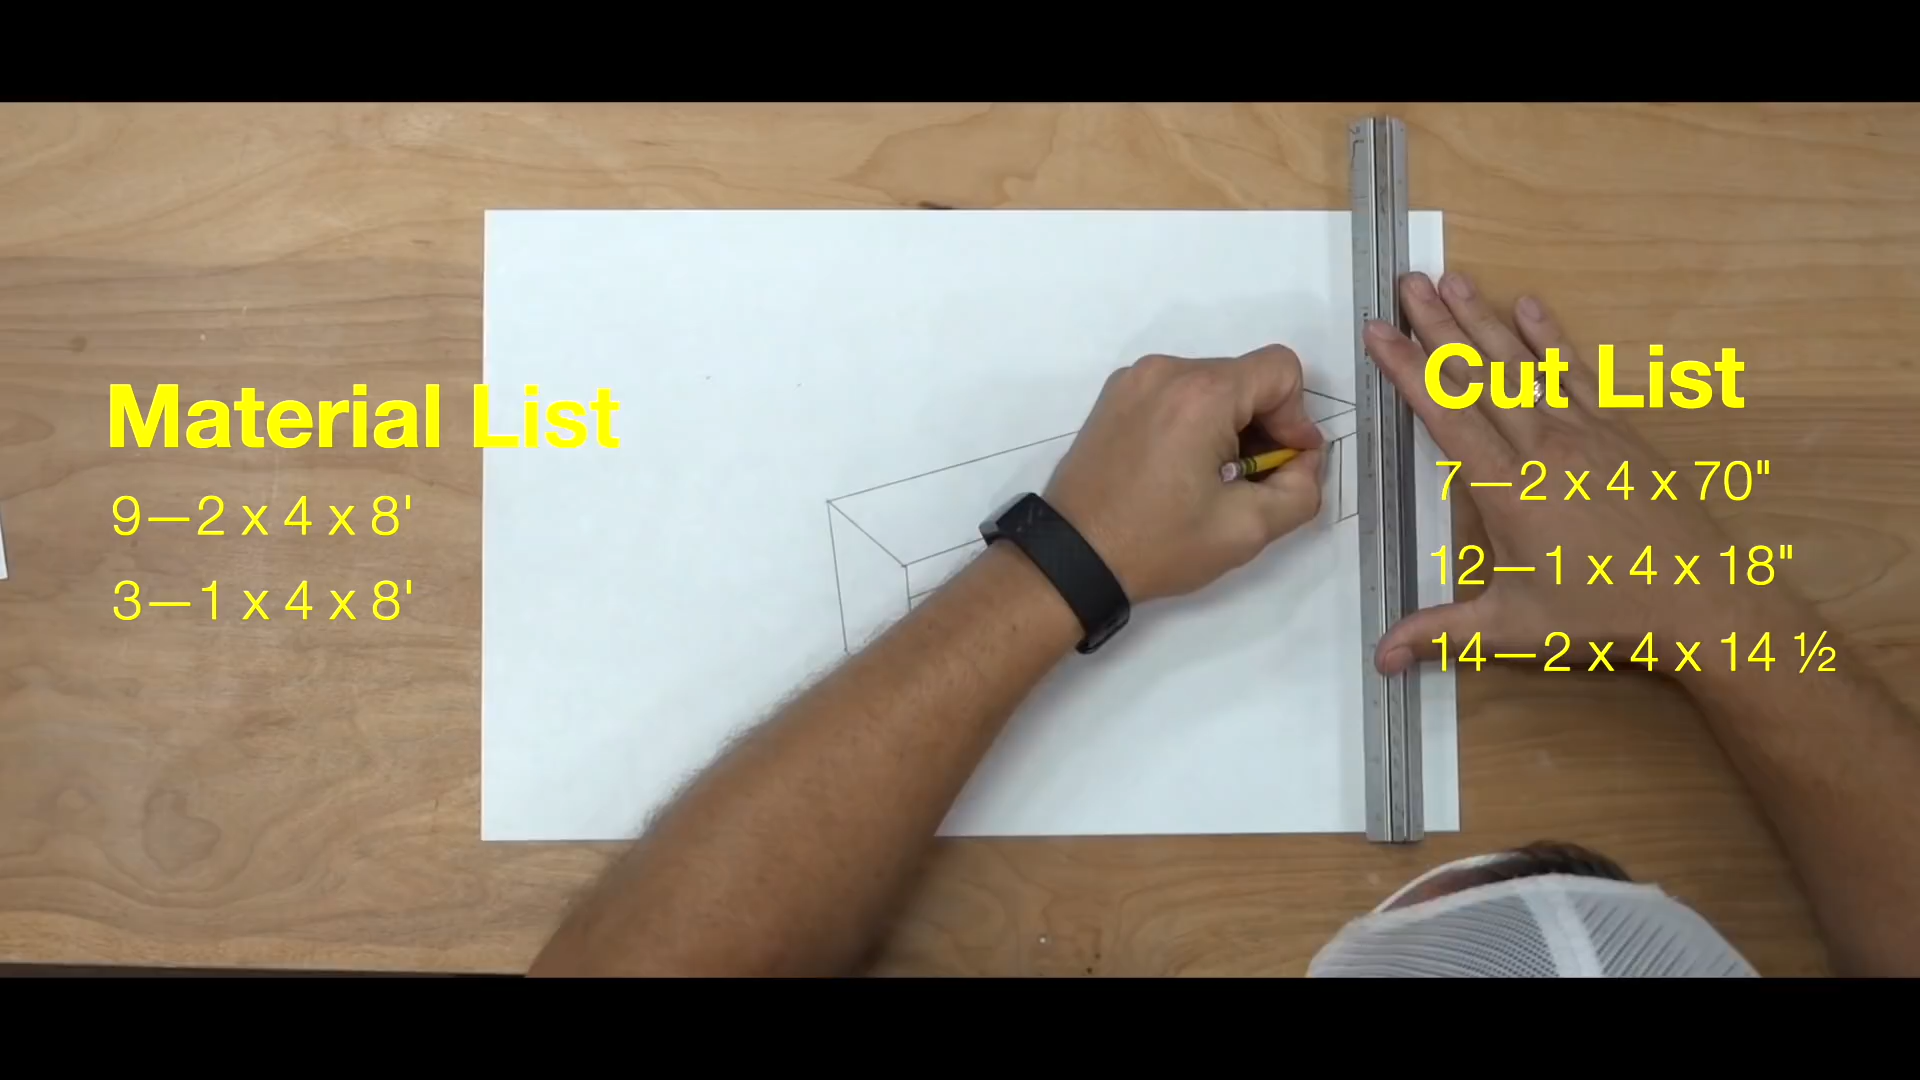 Material List
9—2 x 4 x 8'
3—1 x 4 x 8'
Cut List
7—2 x 4 x 70"
12—1 x 4 x 18"
14—2 x 4 x 14 ½